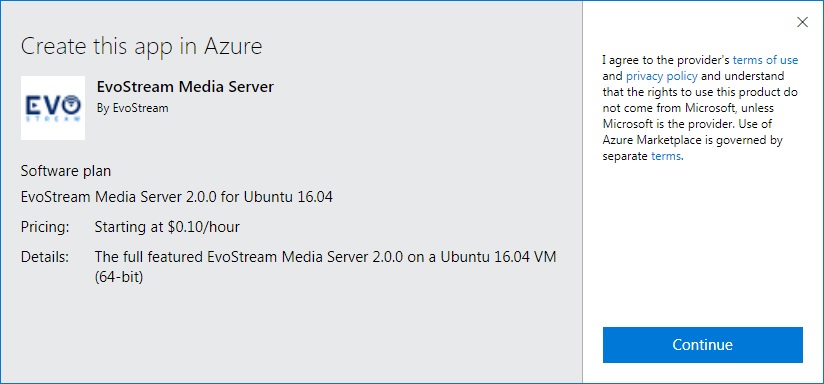 Create this app in Azure
EVO
STREAM
EvoStream Media Server
By EvoStream
Software plan
EvoStream Media Server 2.0.0 for Ubuntu 16.04
Pricing: Starting at $0.10/hour
Details: The full featured EvoStream Media Server 2.0.0 on a Ubuntu 16.04 VM
(64-bit)
I agree to the provider's terms of use
and privacy policy and understand
that the rights to use this product do
not come from Microsoft, unless
Microsoft is the provider. Use of
Azure Marketplace is governed by
separate terms.
Continue